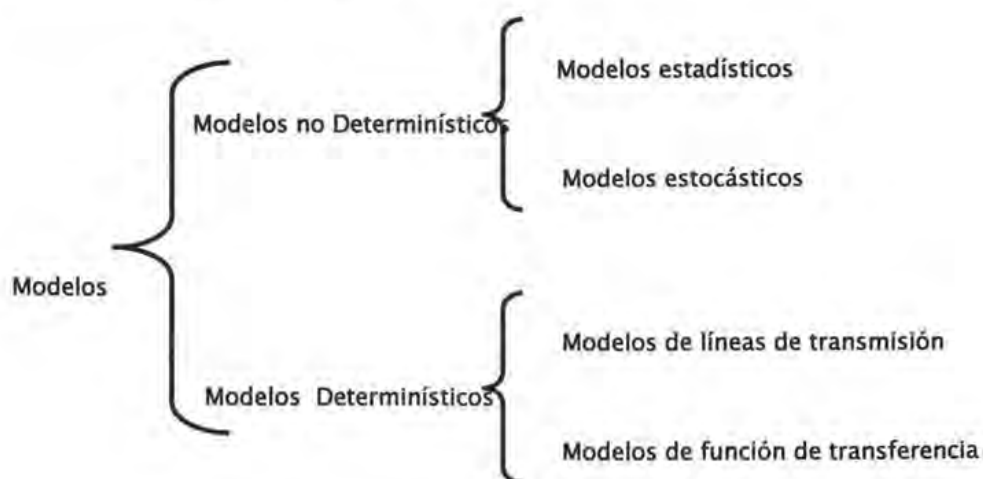 Modelos
Modelos no Determinísticos
Modelos estadísticos
Modelos estocásticos
Modelos  Determinísticos
Modelos de líneas de transmisión
Modelos de función de transferencia